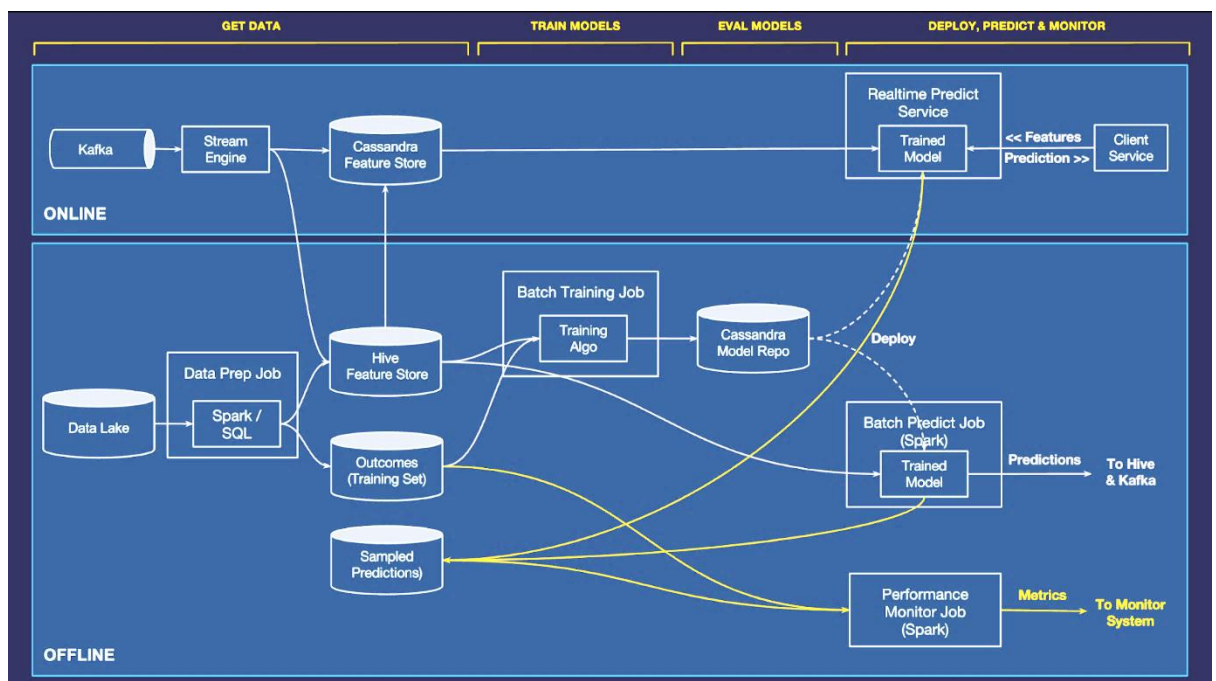 GET DATA
TRAIN MODELS
EVAL MODELS
DEPLOY, PREDICT & MONITOR
Kafka
Stream
Engine
Cassandra
Feature Store
Realtime Predict
Service
Trained
Model
<< Features
Prediction >>
Client
Service
ONLINE
Data Lake
Data Prep Job
Spark /
SQL
Hive
Feature Store
Outcomes
(Training Set)
Sampled
Predictions)
Batch Training Job
Training
Algo
Cassandra
Model Repo
Deploy
Batch Predict Job
(Spark)
Trained
Model
Predictions
To Hive
& Kafka
Performance
Monitor Job
(Spark)
Metrics
To Monitor
System
OFFLINE